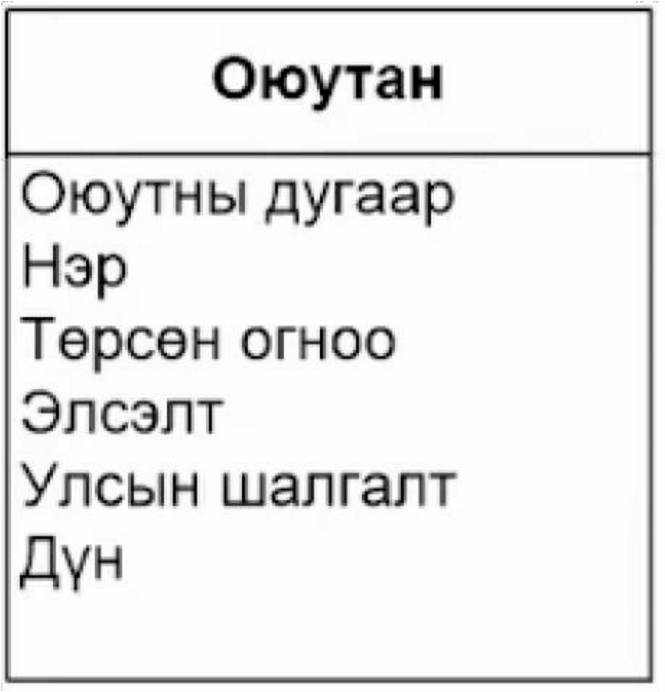 Оюутан
Оюутны дугаар
Нэр
Төрсөн огноо
Элсэлт
Улсын шалгалт
Дүн